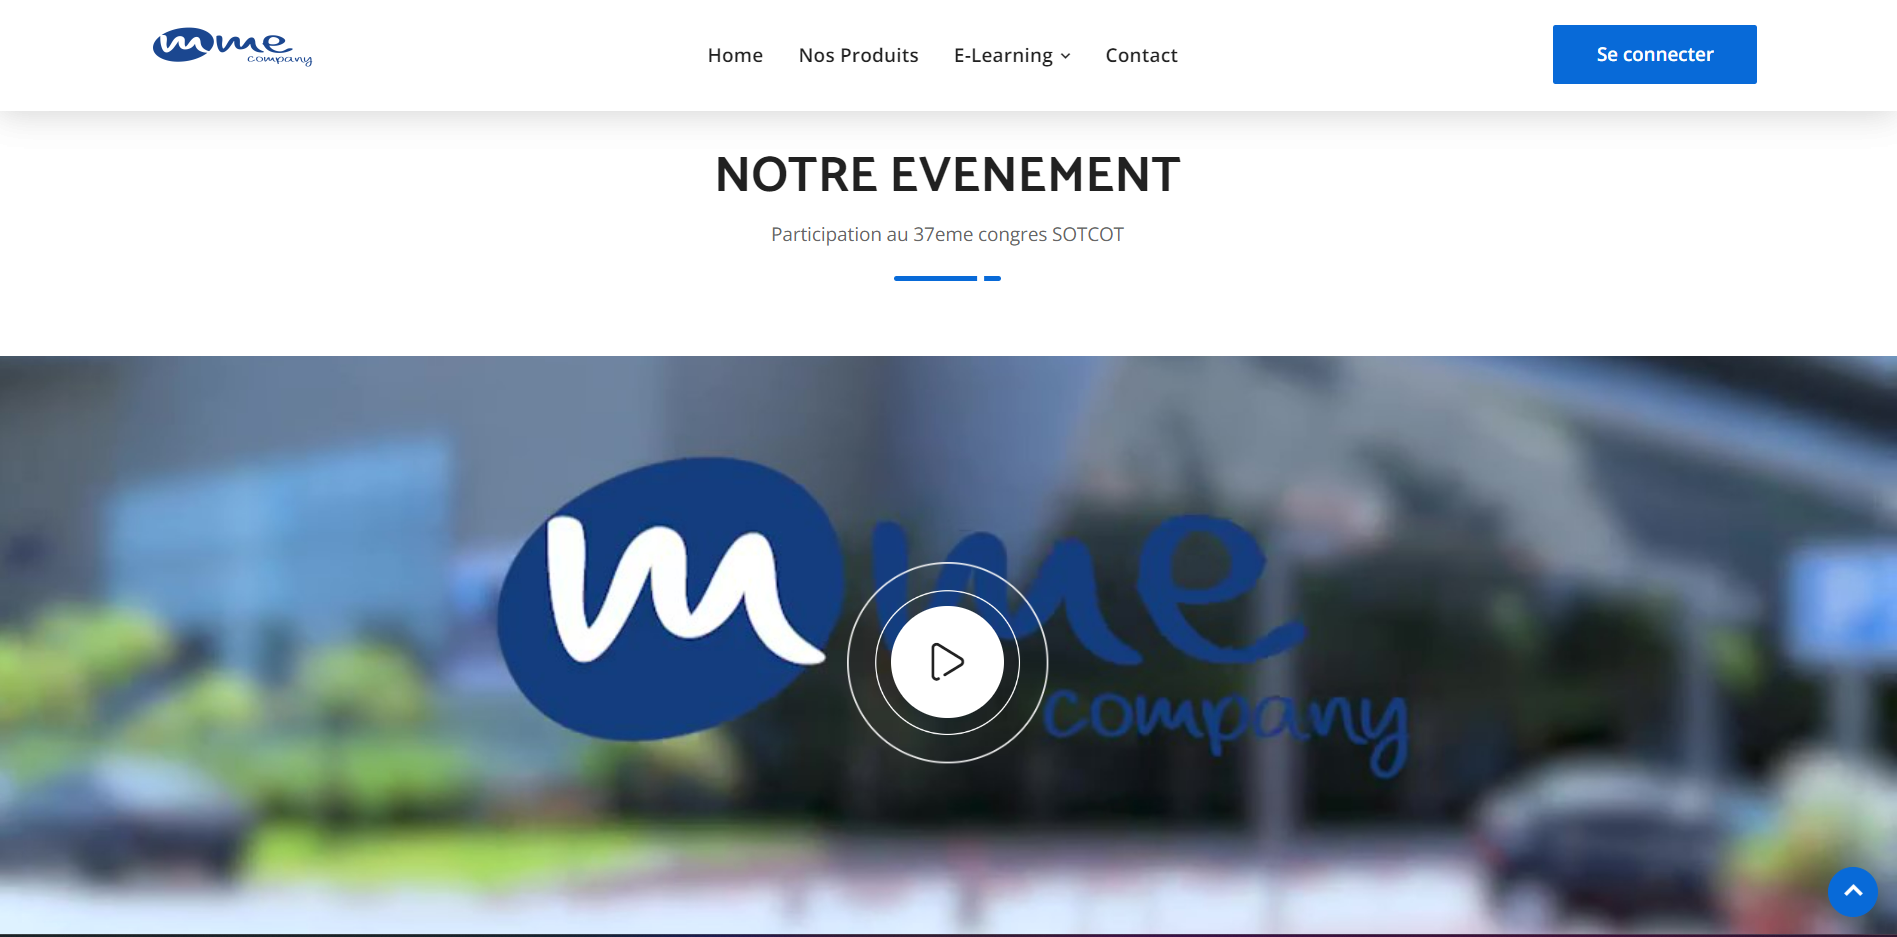 mme
company
Home
Nos Produits
E-Learning
Contact
Se connecter
NOTRE EVENEMENT
Participation au 37eme congres SOTCOT
mme
company